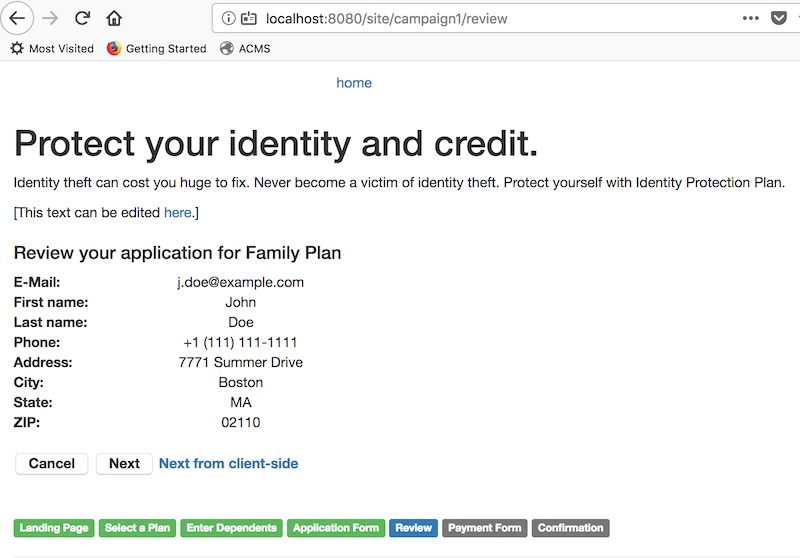 localhost:8080/site/campaign1/review
Most Visited Getting Started ACMS
home
Protect your identity and credit.
Identity theft can cost you huge to fix. Never become a victim of identity theft. Protect yourself with Identity Protection Plan.
[This text can be edited here.]
Review your application for Family Plan
E-Mail: j.doe@example.com
First name: John
Last name: Doe
Phone: +1 (111) 111-1111
Address: 7771 Summer Drive
City: Boston
State: MA
ZIP: 02110
Cancel Next Next from client-side
Landing Page Select a Plan Enter Dependents Application Form Review Payment Form Confirmation